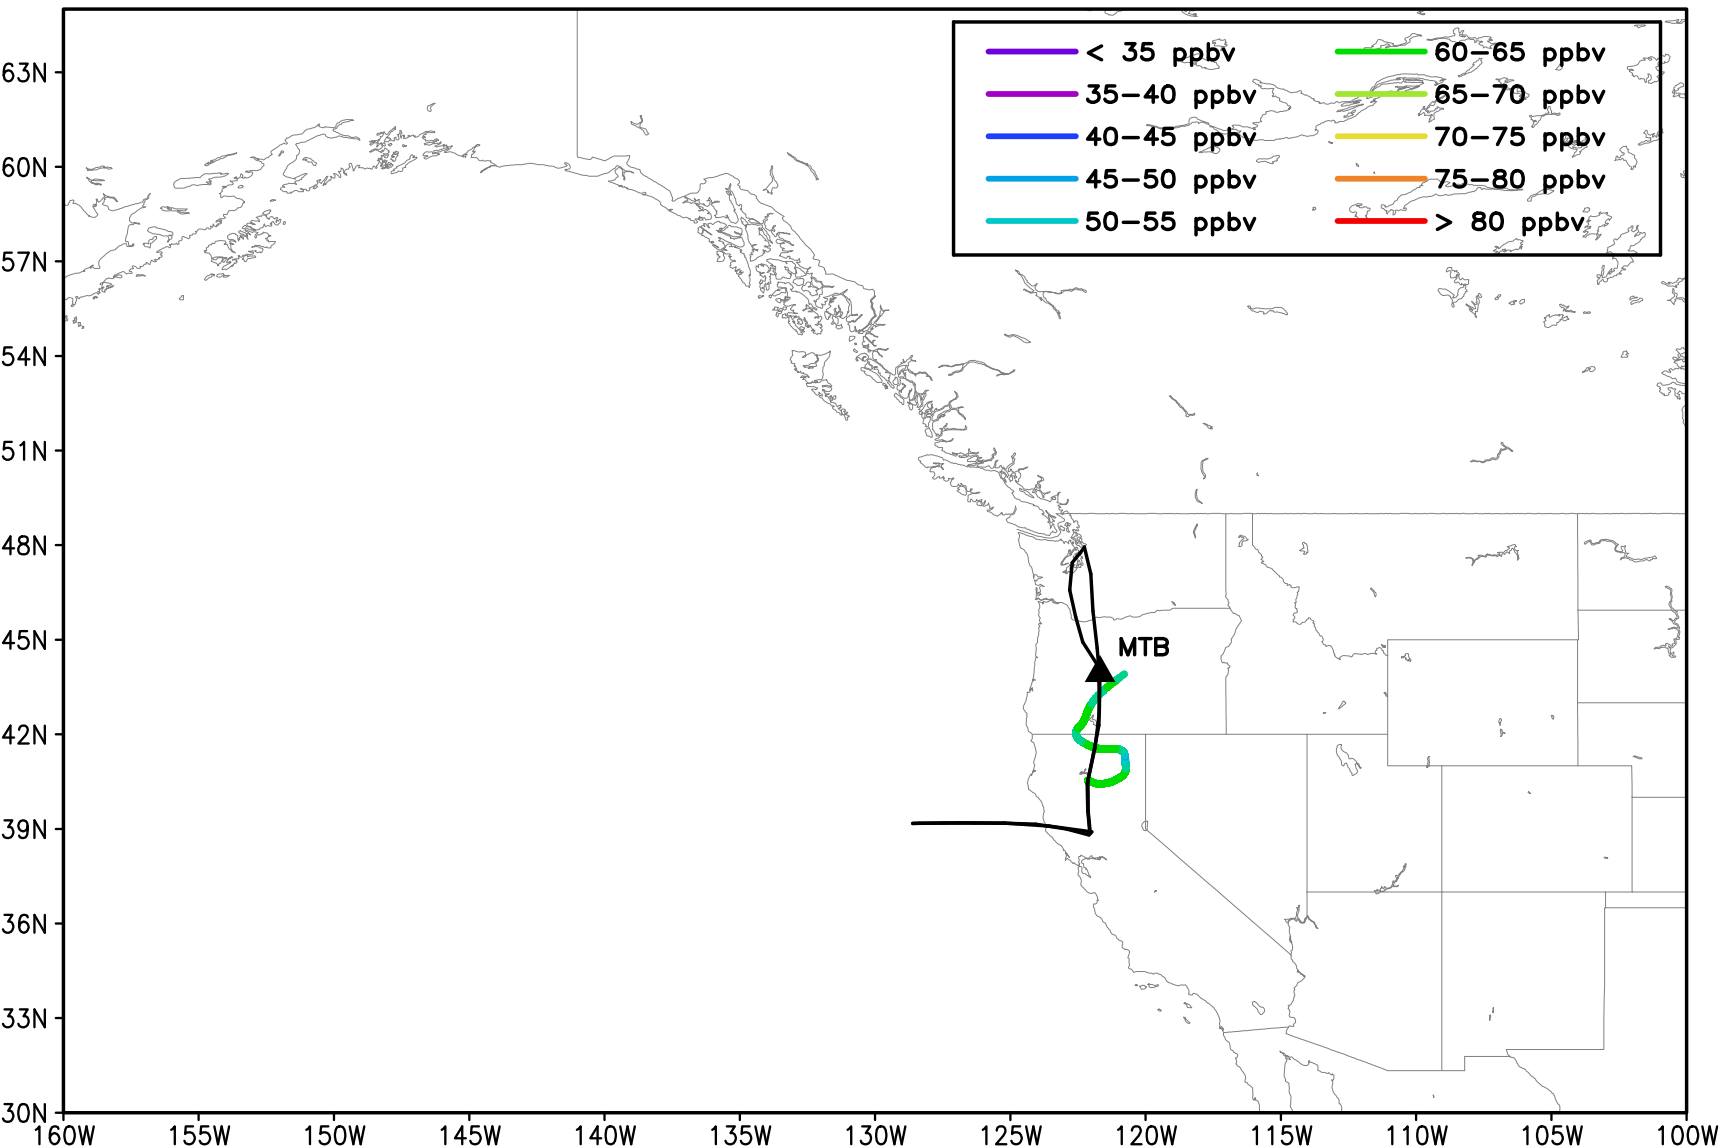 63N
60N
57N
54N
51N
48N
45N
42N
39N
36N
33N
30N
< 35 ppbv
35-40 ppbv
40-45 ppbv
45-50 ppbv
50-55 ppbv
60-65 ppbv
65-70 ppbv
70-75 ppbv
75-80 ppbv
> 80 ppbv
MTB
160W 155W 150W 145W 140W 135W 130W 125W 120W 115W 110W 105W 100W